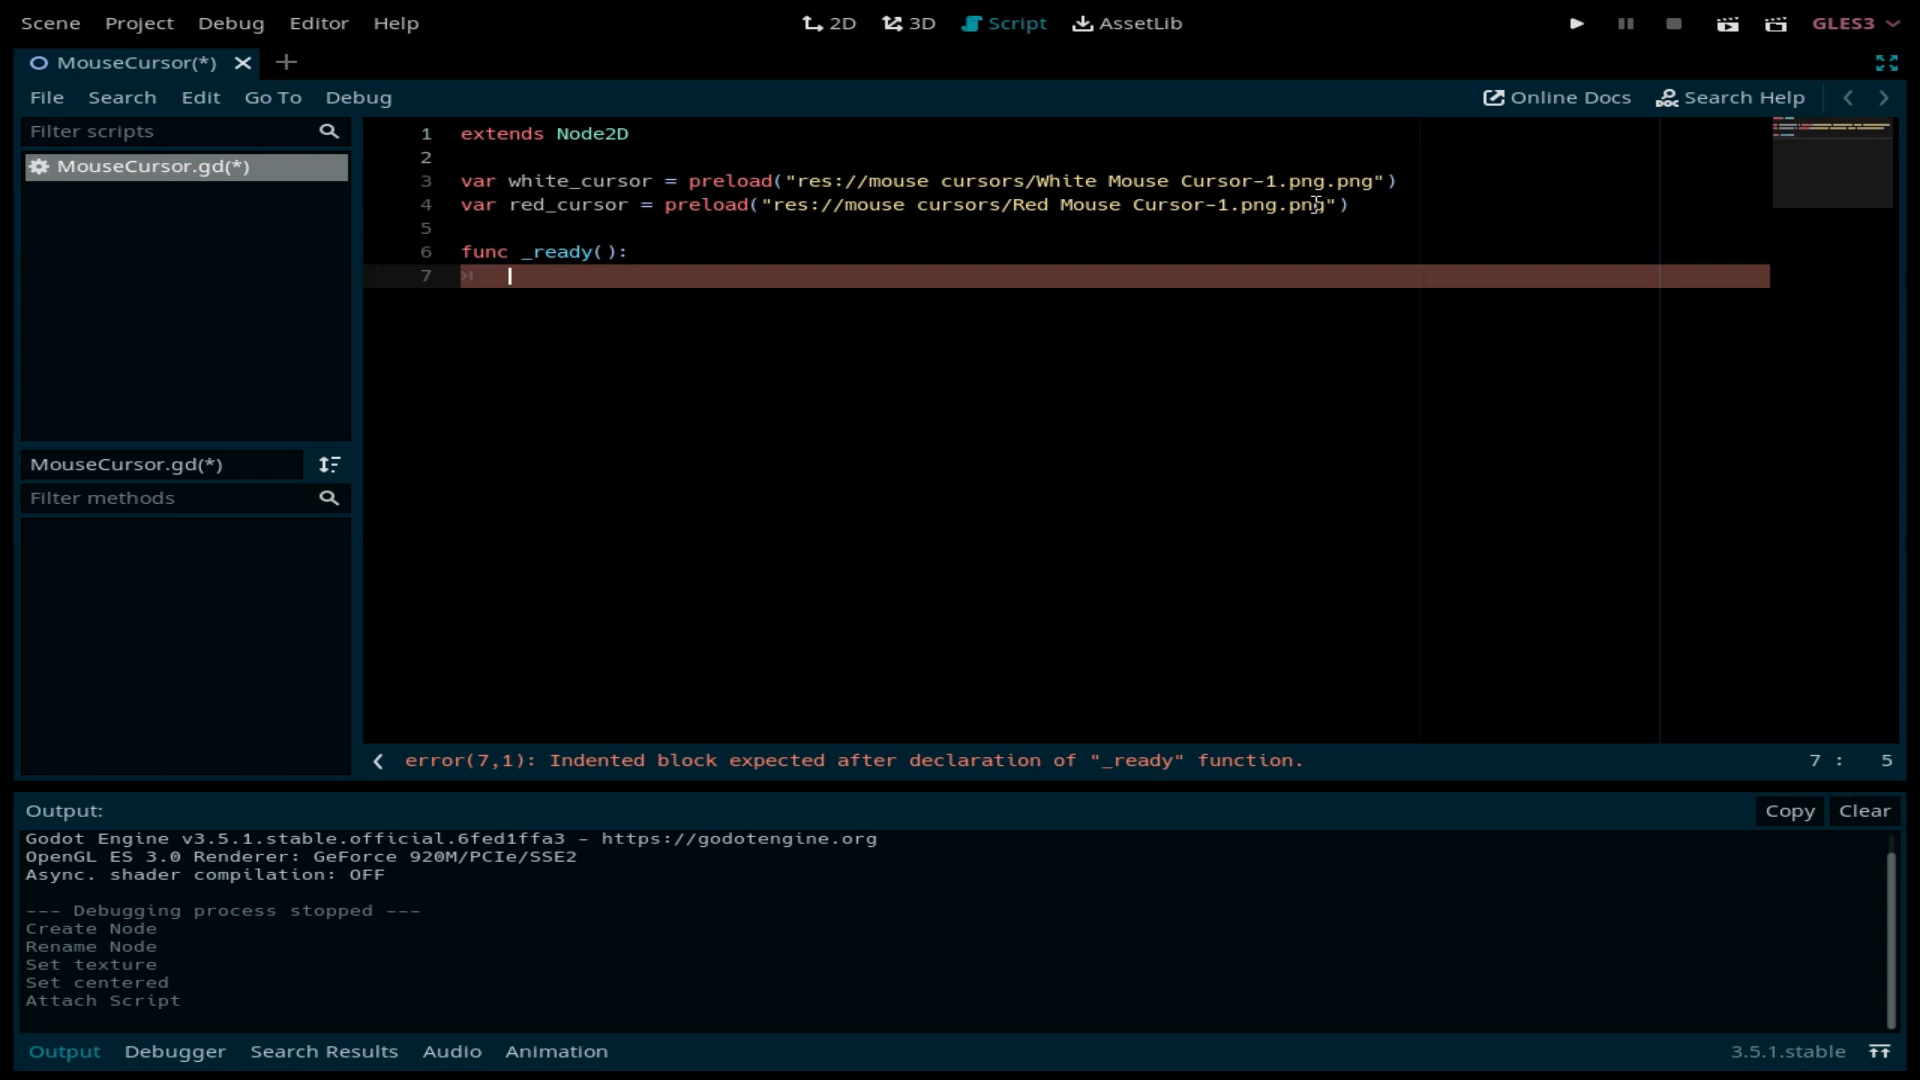 Scene Project Debug Editor Help 2D 3D Script AssetLib GLES3
MouseCursor(*)
File Search Edit Go To Debug Online Docs Search Help
Filter scripts
MouseCursor.gd(*)
1 extends Node2D
2
3 var white_cursor = preload("res://mouse cursors/White Mouse Cursor-1.png.png")
4 var red_cursor = preload("res://mouse cursors/Red Mouse Cursor-1.png.png")
5
6 func _ready():
7
MouseCursor.gd(*)
Filter methods
error(7,1): Indented block expected after declaration of "_ready" function. 7 : 5
Output: Copy Clear
Godot Engine v3.5.1.stable.official.6fed1ffa3 - https://godotengine.org
OpenGL ES 3.0 Renderer: GeForce 920M/PCIe/SSE2
Async. shader compilation: OFF
--- Debugging process stopped ---
Create Node
Rename Node
Set texture
Set centered
Attach Script
Output Debugger Search Results Audio Animation 3.5.1.stable